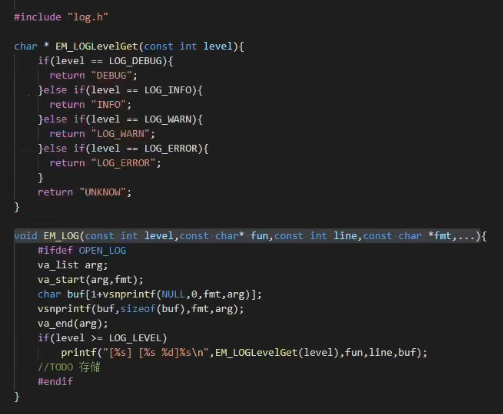 #include "log.h"

char * EM_LOGLevelGet(const int level){
    if(level == LOG_DEBUG){
      return "DEBUG";
    }else if(level == LOG_INFO){
      return "INFO";
    }else if(level == LOG_WARN){
      return "LOG_WARN";
    }else if(level == LOG_ERROR){
      return "LOG_ERROR";
    }
    return "UNKNOW";
}

void EM_LOG(const int level,const char* fun,const int line,const char *fmt,...){
    #ifdef OPEN_LOG
    va_list arg;
    va_start(arg,fmt);
    char buf[1+vsnprintf(NULL,0,fmt,arg)];
    vsnprintf(buf,sizeof(buf),fmt,arg);
    va_end(arg);
    if(level >= LOG_LEVEL)
        printf("[%s] [%s %d]%s\n",EM_LOGLevelGet(level),fun,line,buf);
    //TODO 存储
    #endif
}